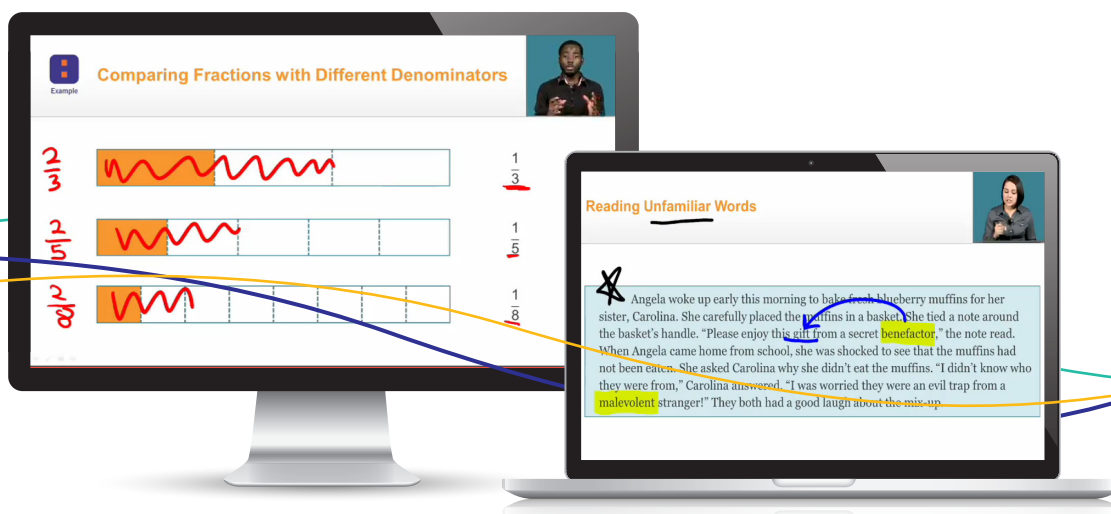 Comparing Fractions with Different Denominators
Example
2/3
1/3
2/5
1/5
2/8
1/8
Reading Unfamiliar Words
Angela woke up early this morning to bake fresh blueberry muffins for her
sister, Carolina. She carefully placed the muffins in a basket. She tied a note around
the basket's handle. “Please enjoy this gift from a secret benefactor,” the note read.
When Angela came home from school, she was shocked to see that the muffins had
not been eaten. She asked Carolina why she didn't eat the muffins. “I didn't know who
they were from,” Carolina answered. “I was worried they were an evil trap from a
malevolent stranger!” They both had a good laugh about the mix-up.